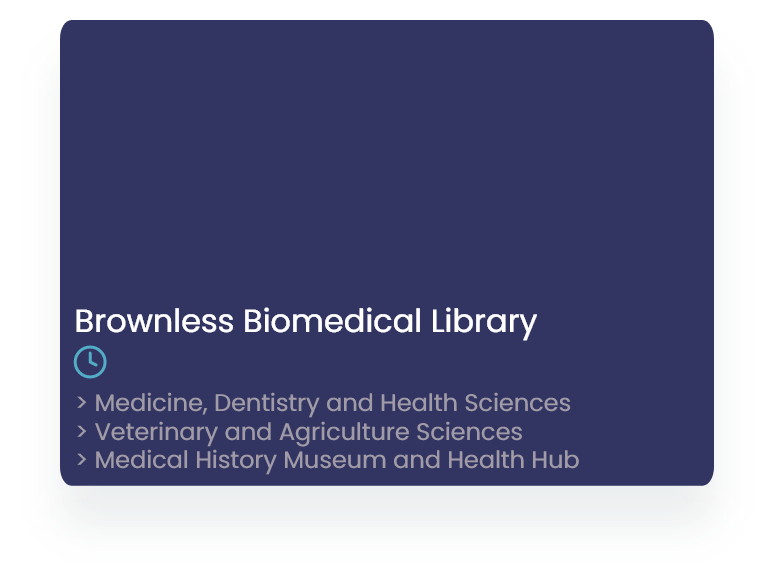 Brownless Biomedical Library
> Medicine, Dentistry and Health Sciences
> Veterinary and Agriculture Sciences
> Medical History Museum and Health Hub